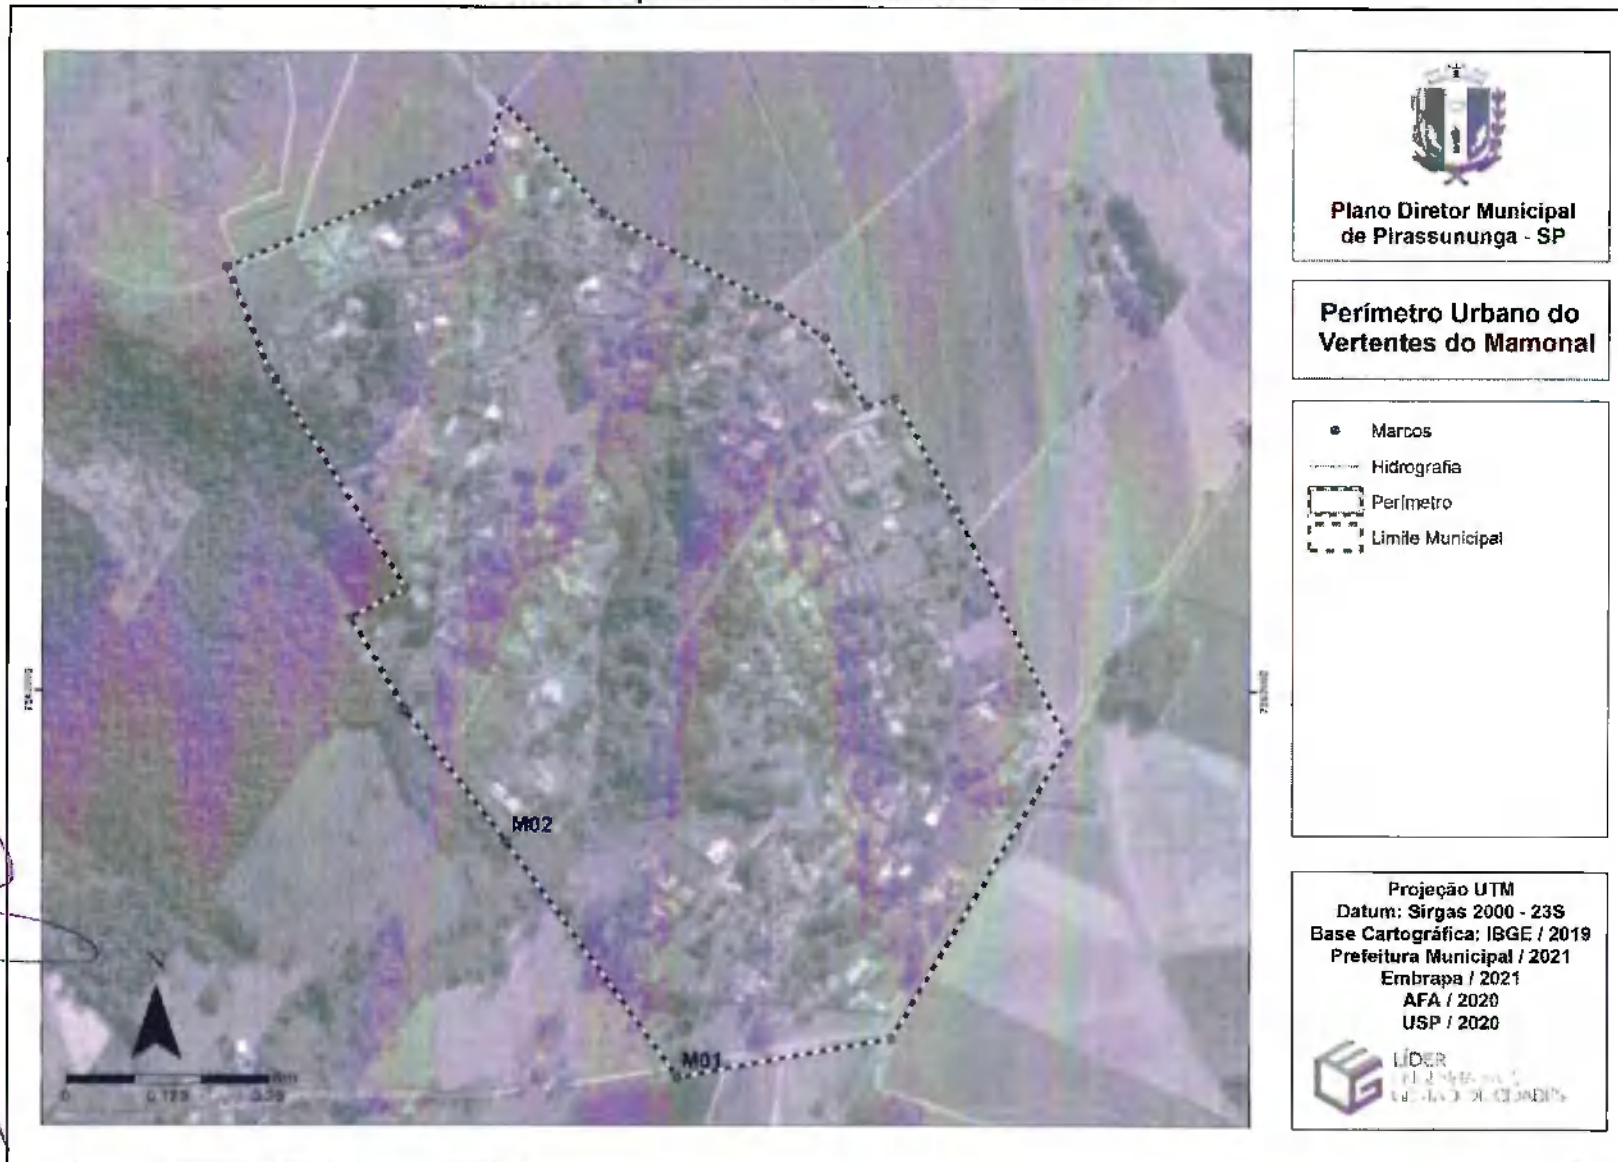 Plano Diretor Municipal
de Pirassununga - SP
Perímetro Urbano do
Vertentes do Mamonal
Marcos
Hidrografia
Perímetro
Limite Municipal
M02
M01
N
0
Projeção UTM
Datum: Sirgas 2000 - 23S
Base Cartográfica: IBGE / 2019
Prefeitura Municipal / 2021
Embrapa / 2021
AFA / 2020
USP / 2020
LÍDER